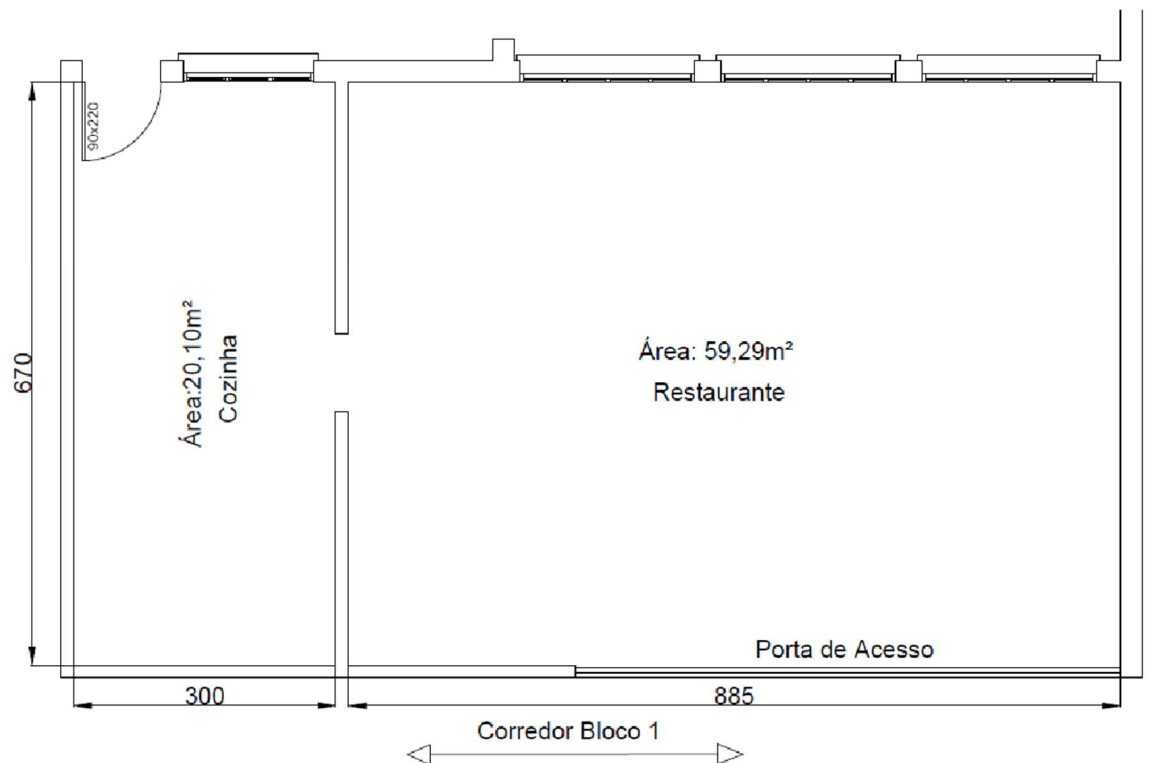 90x220
670
Área:20,10m²
Cozinha
Área: 59,29m²
Restaurante
Porta de Acesso
300
885
Corredor Bloco 1